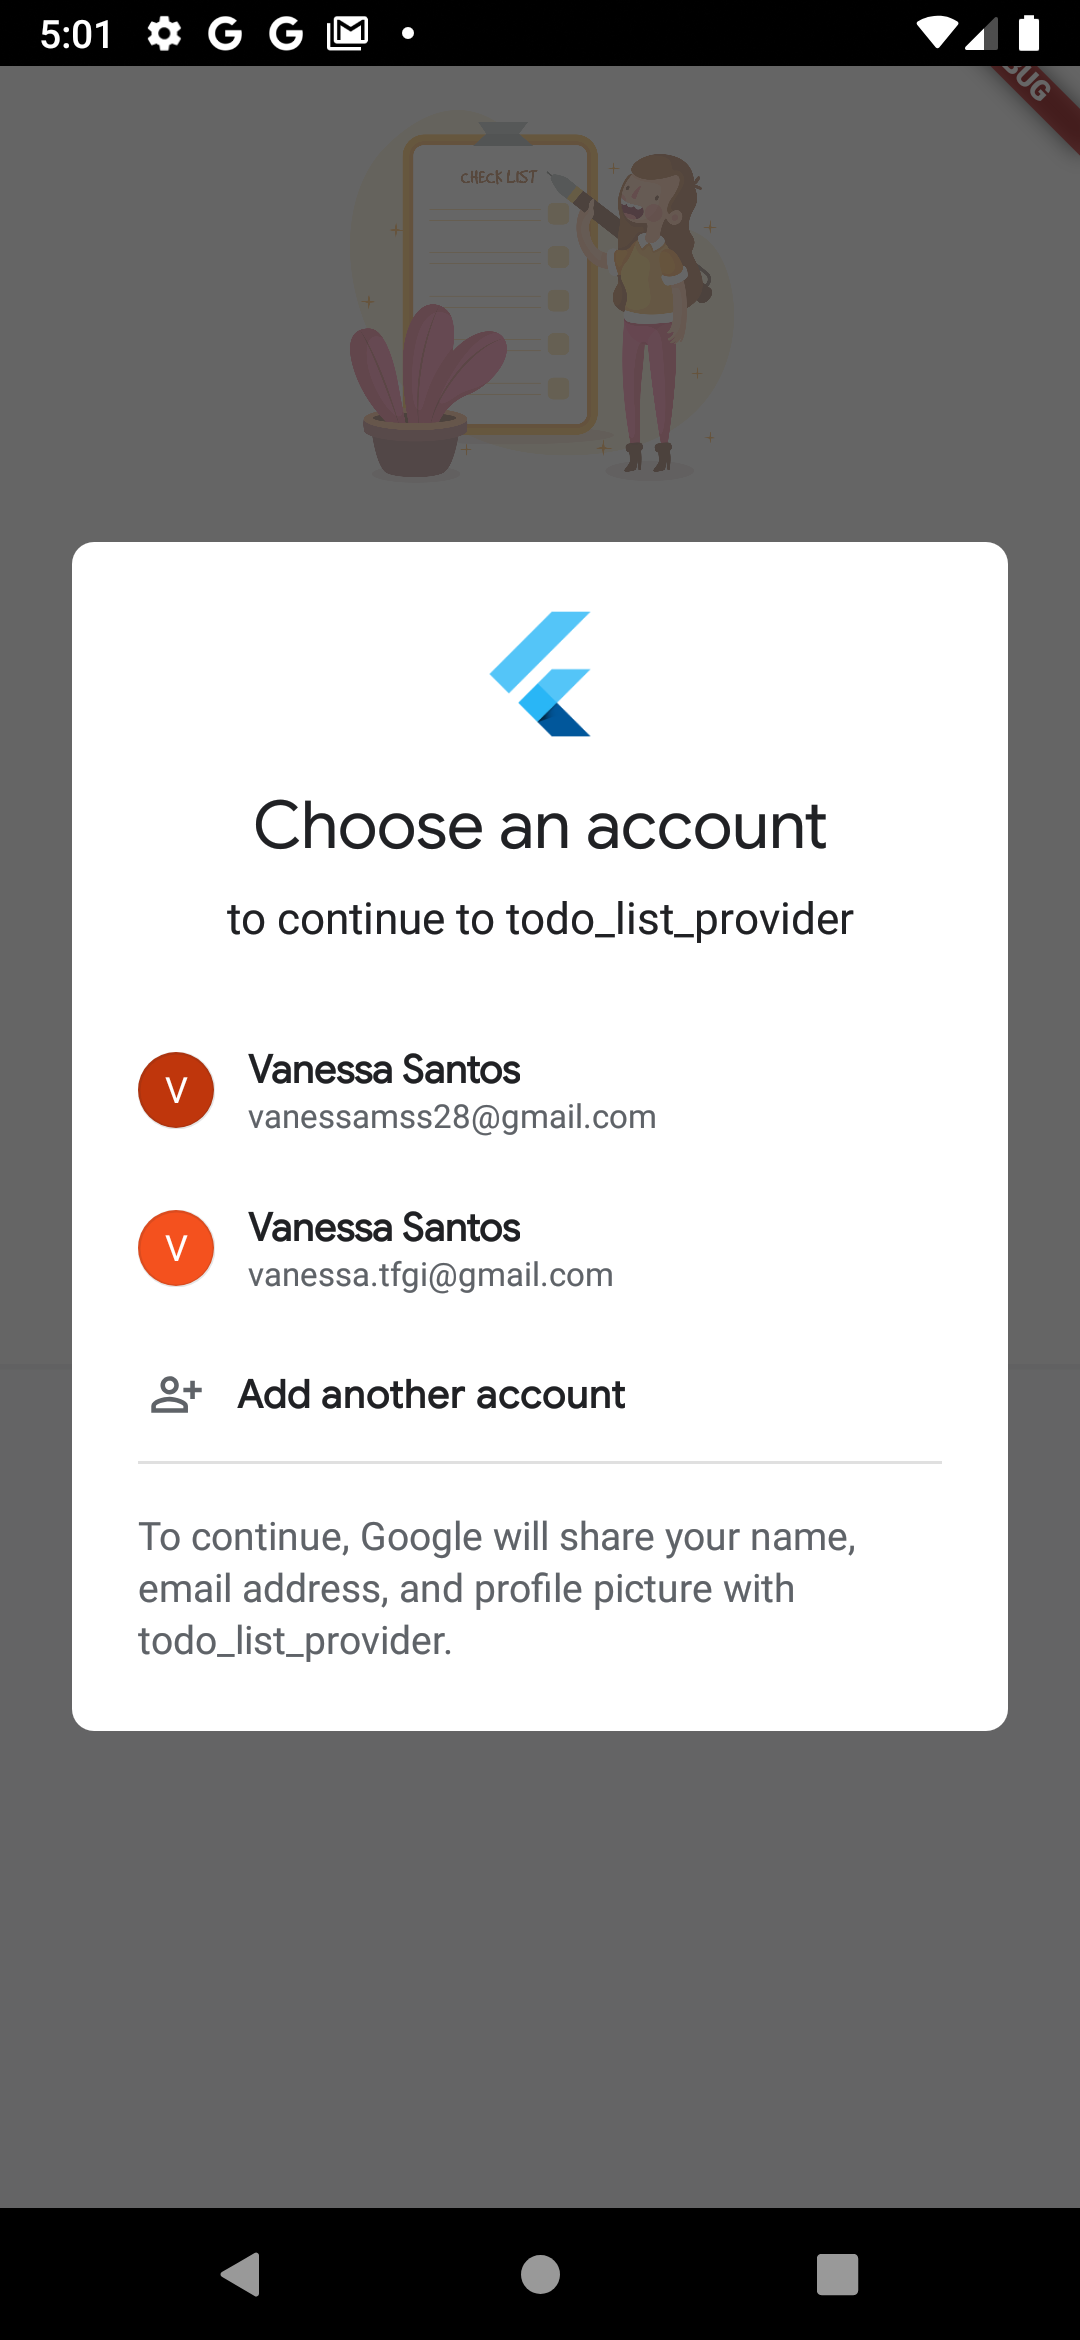 5:01
BUG
CHECK LIST
Choose an account
to continue to todo_list_provider
V
Vanessa Santos
vanessamss28@gmail.com
V
Vanessa Santos
vanessa.tfgi@gmail.com
Add another account
To continue, Google will share your name,
email address, and profile picture with
todo_list_provider.